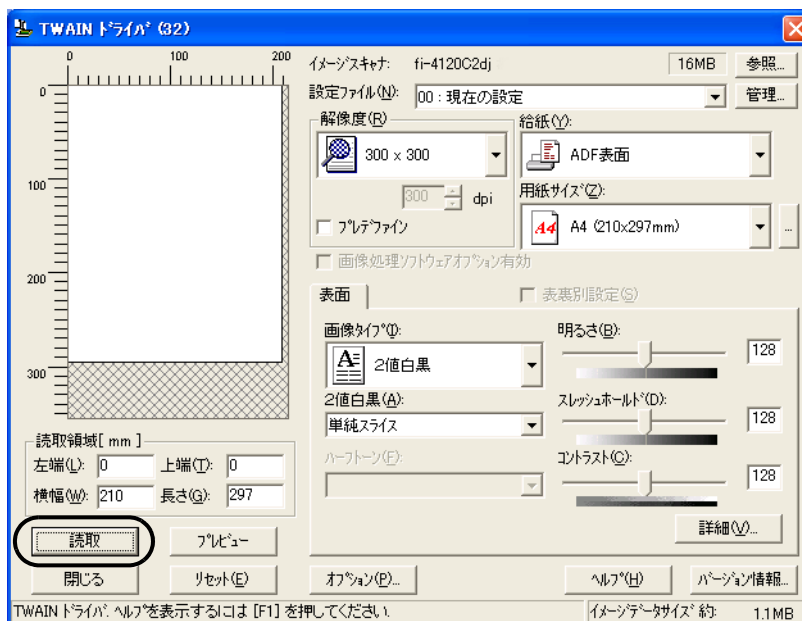 TWAIN ﾄﾞﾗｲﾊﾞ (32)
0 100 200
0
100
200
300
ｲﾒｰｼﾞｽｷｬﾅ: fi-4120C2dj 16MB 参照...
設定ﾌｧｲﾙ(N): 00 : 現在の設定 管理...
解像度(R)
300 x 300
300 dpi
ﾌﾟﾚﾃﾞﾌｧｲﾝ
給紙(Y):
ADF表面
用紙ｻｲｽﾞ(Z):
A4 A4 (210x297mm) ...
画像処理ｿﾌﾄｳｪｱｵﾌﾟｼｮﾝ有効
表面 表裏別設定(S)
画像ﾀｲﾌﾟ(I):
A 2値白黒
2値白黒(A):
単純ｽﾗｲｽ
ﾊｰﾌﾄｰﾝ(F):
明るさ(B):
128
ｽﾚｯｼｭﾎｰﾙﾄﾞ(D):
128
ｺﾝﾄﾗｽﾄ(C):
128
詳細(V)...
読取領域[ mm ]
左端(L): 0 上端(T): 0
横幅(W): 210 長さ(G): 297
読取 ﾌﾟﾚﾋﾞｭｰ
閉じる ﾘｾｯﾄ(E) ｵﾌﾟｼｮﾝ(P)... ﾍﾙﾌﾟ(H) ﾊﾞｰｼﾞｮﾝ情報...
TWAIN ﾄﾞﾗｲﾊﾞ. ﾍﾙﾌﾟを表示するには [F1] を押してください. ｲﾒｰｼﾞﾃﾞｰﾀｻｲｽﾞ 約: 1.1MB